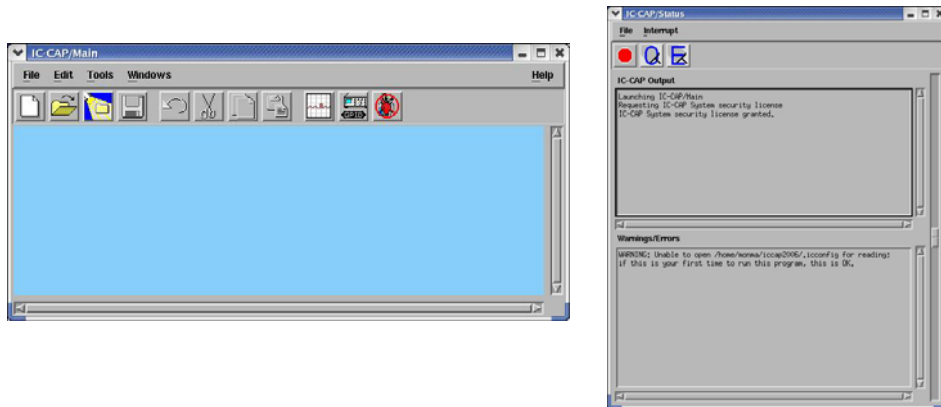 IC-CAP/Main
File Edit Tools Windows Help
GPIB
IC-CAP/Status
File Interrupt
IC-CAP Output
Launching IC-CAP/Main
Requesting IC-CAP System security license
IC-CAP System security license granted.
Warnings/Errors
WARNING: Unable to open /home/monma/iccap2006/.icconfig for reading;
if this is your first time to run this program, this is OK.